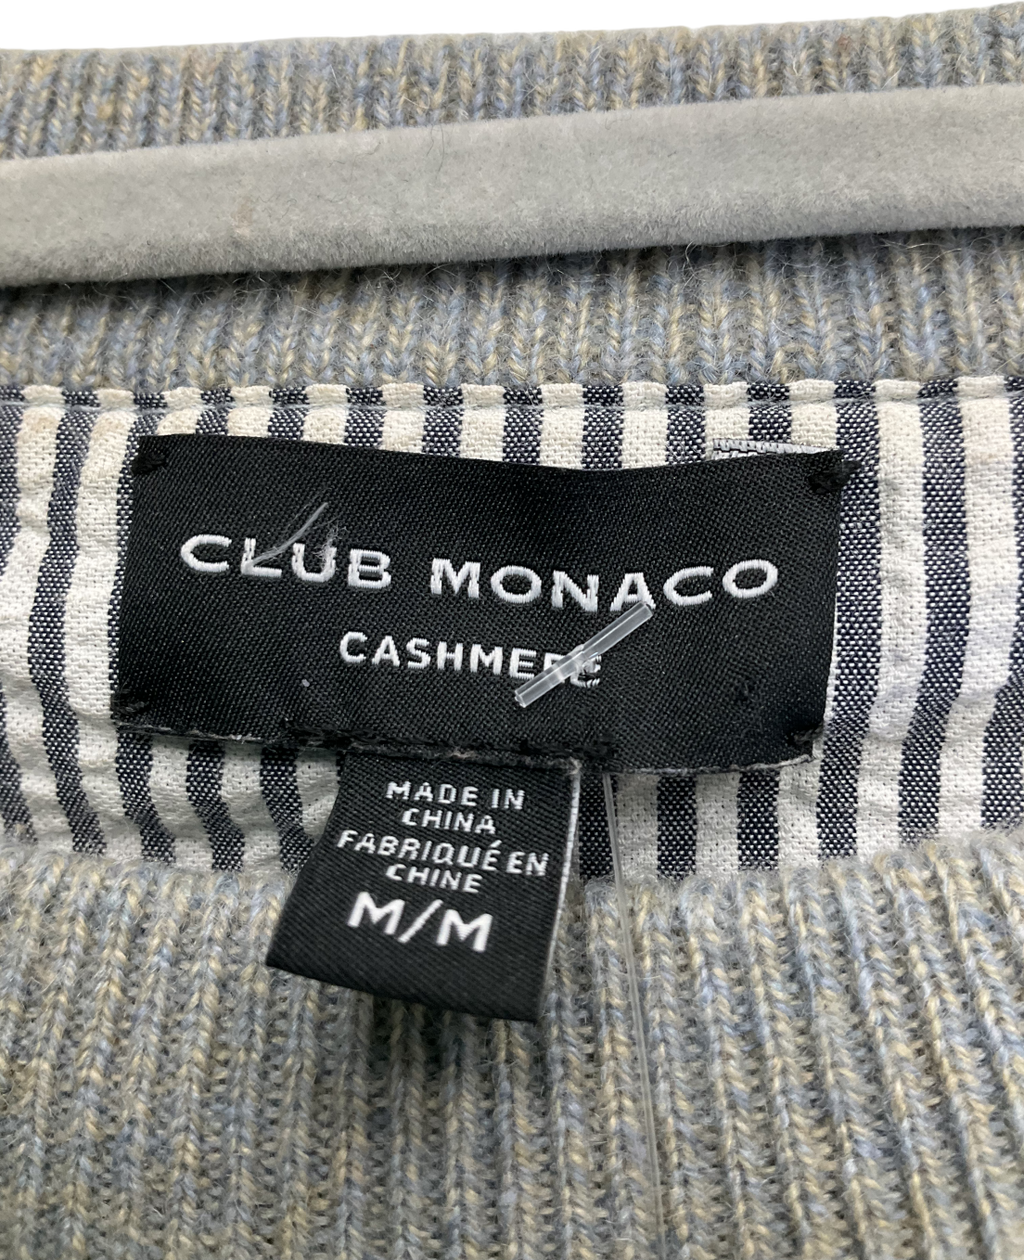 CLUB MONACO
CASHMERE
MADE IN
CHINA
FABRIQUÉ EN
CHINE
M/M